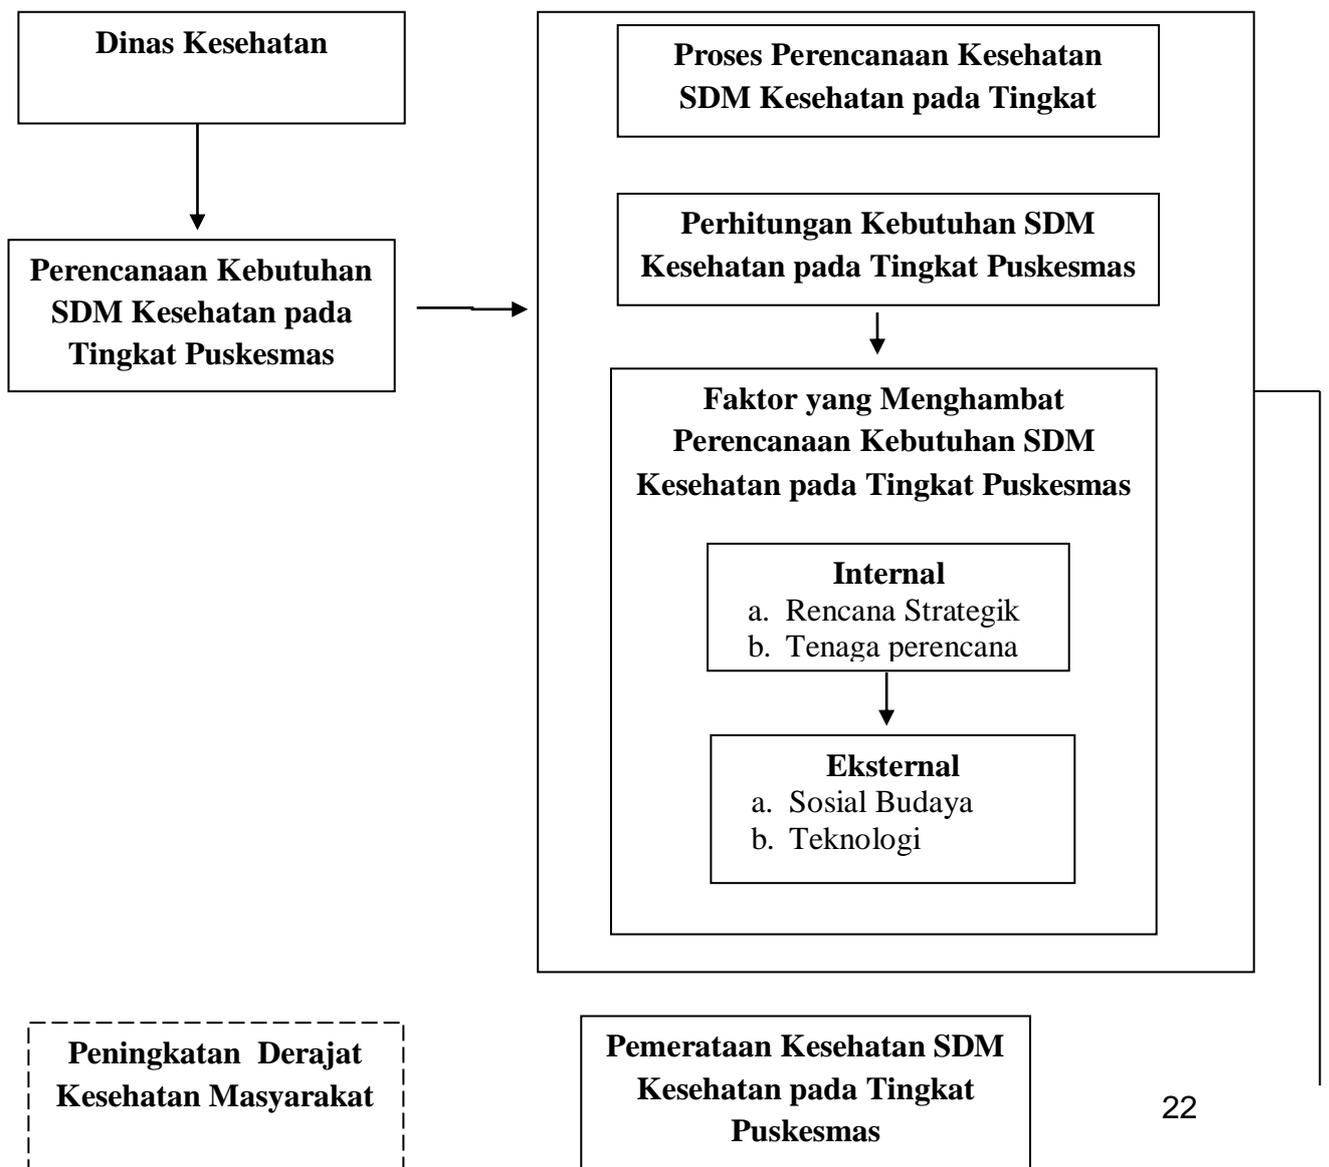 Dinas Kesehatan
Perencanaan Kebutuhan
SDM Kesehatan pada
Tingkat Puskesmas
Proses Perencanaan Kesehatan
SDM Kesehatan pada Tingkat
Perhitungan Kebutuhan SDM
Kesehatan pada Tingkat Puskesmas
Faktor yang Menghambat
Perencanaan Kebutuhan SDM
Kesehatan pada Tingkat Puskesmas
Internal
a. Rencana Strategik
b. Tenaga perencana
Eksternal
a. Sosial Budaya
b. Teknologi
Peningkatan Derajat
Kesehatan Masyarakat
Pemerataan Kesehatan SDM
Kesehatan pada Tingkat
Puskesmas
22